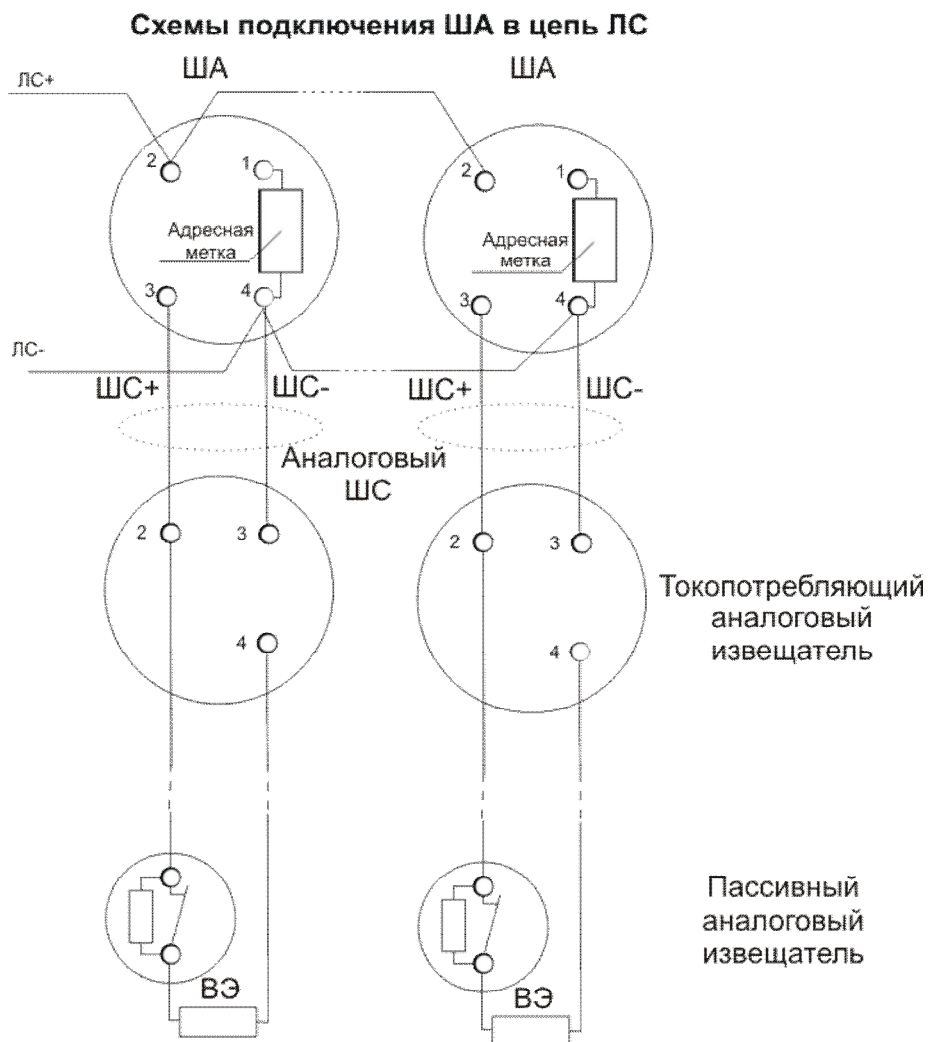 Схемы подключения ША в цепь ЛС
ША
ША
ЛС+
2
1
2
1
Адресная
метка
Адресная
метка
3
4
3
4
ЛС-
ШС+
ШС-
ШС+
ШС-
Аналоговый
ШС
2
3
2
3
4
4
Токопотребляющий
аналоговый
извещатель
Пассивный
аналоговый
извещатель
ВЭ
ВЭ